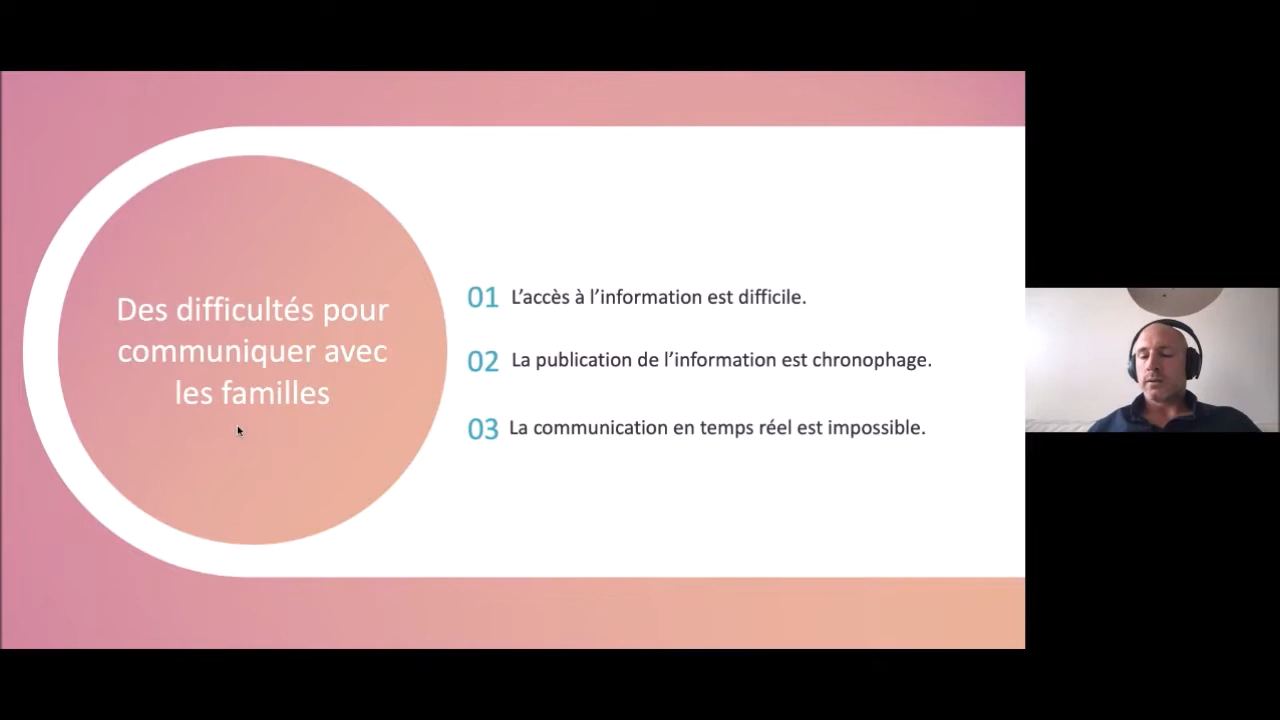 Des difficultés pour
communiquer avec
les familles
01 L’accès à l’information est difficile.
02 La publication de l’information est chronophage.
03 La communication en temps réel est impossible.